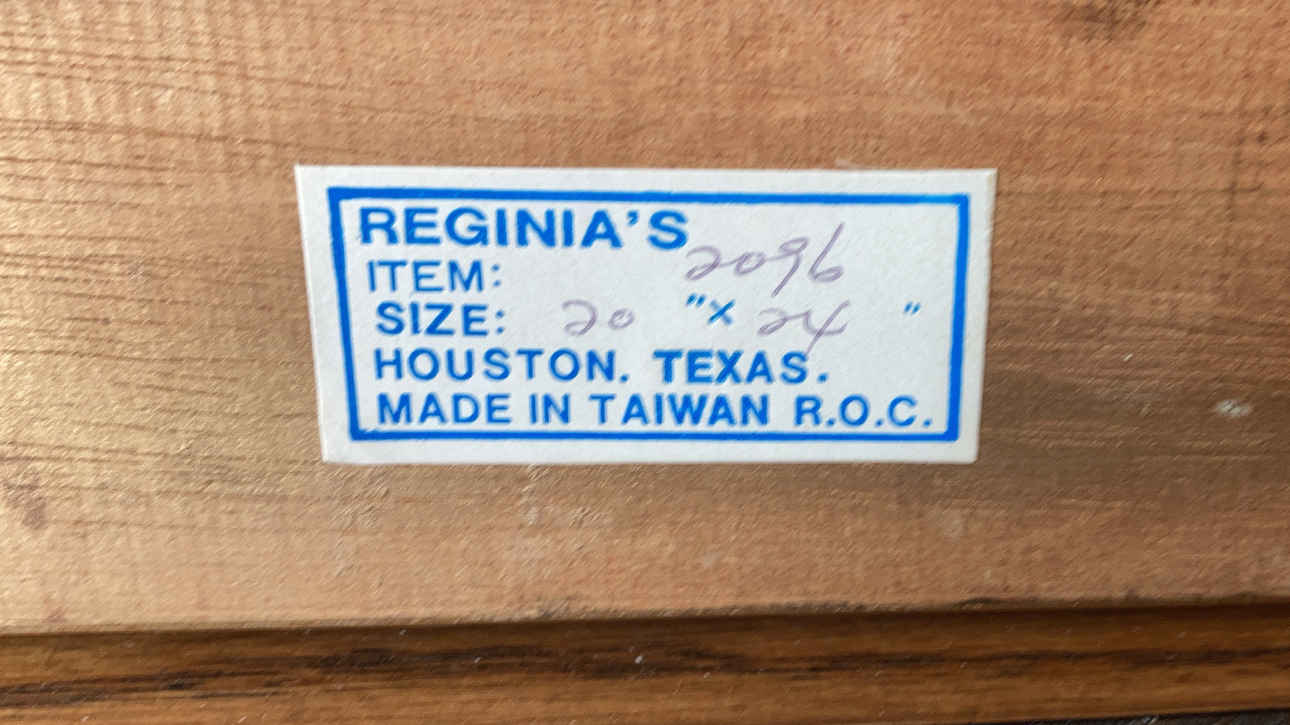 REGINIA'S
ITEM: 2096
SIZE: 20 "X 24 "
HOUSTON. TEXAS.
MADE IN TAIWAN R.O.C.